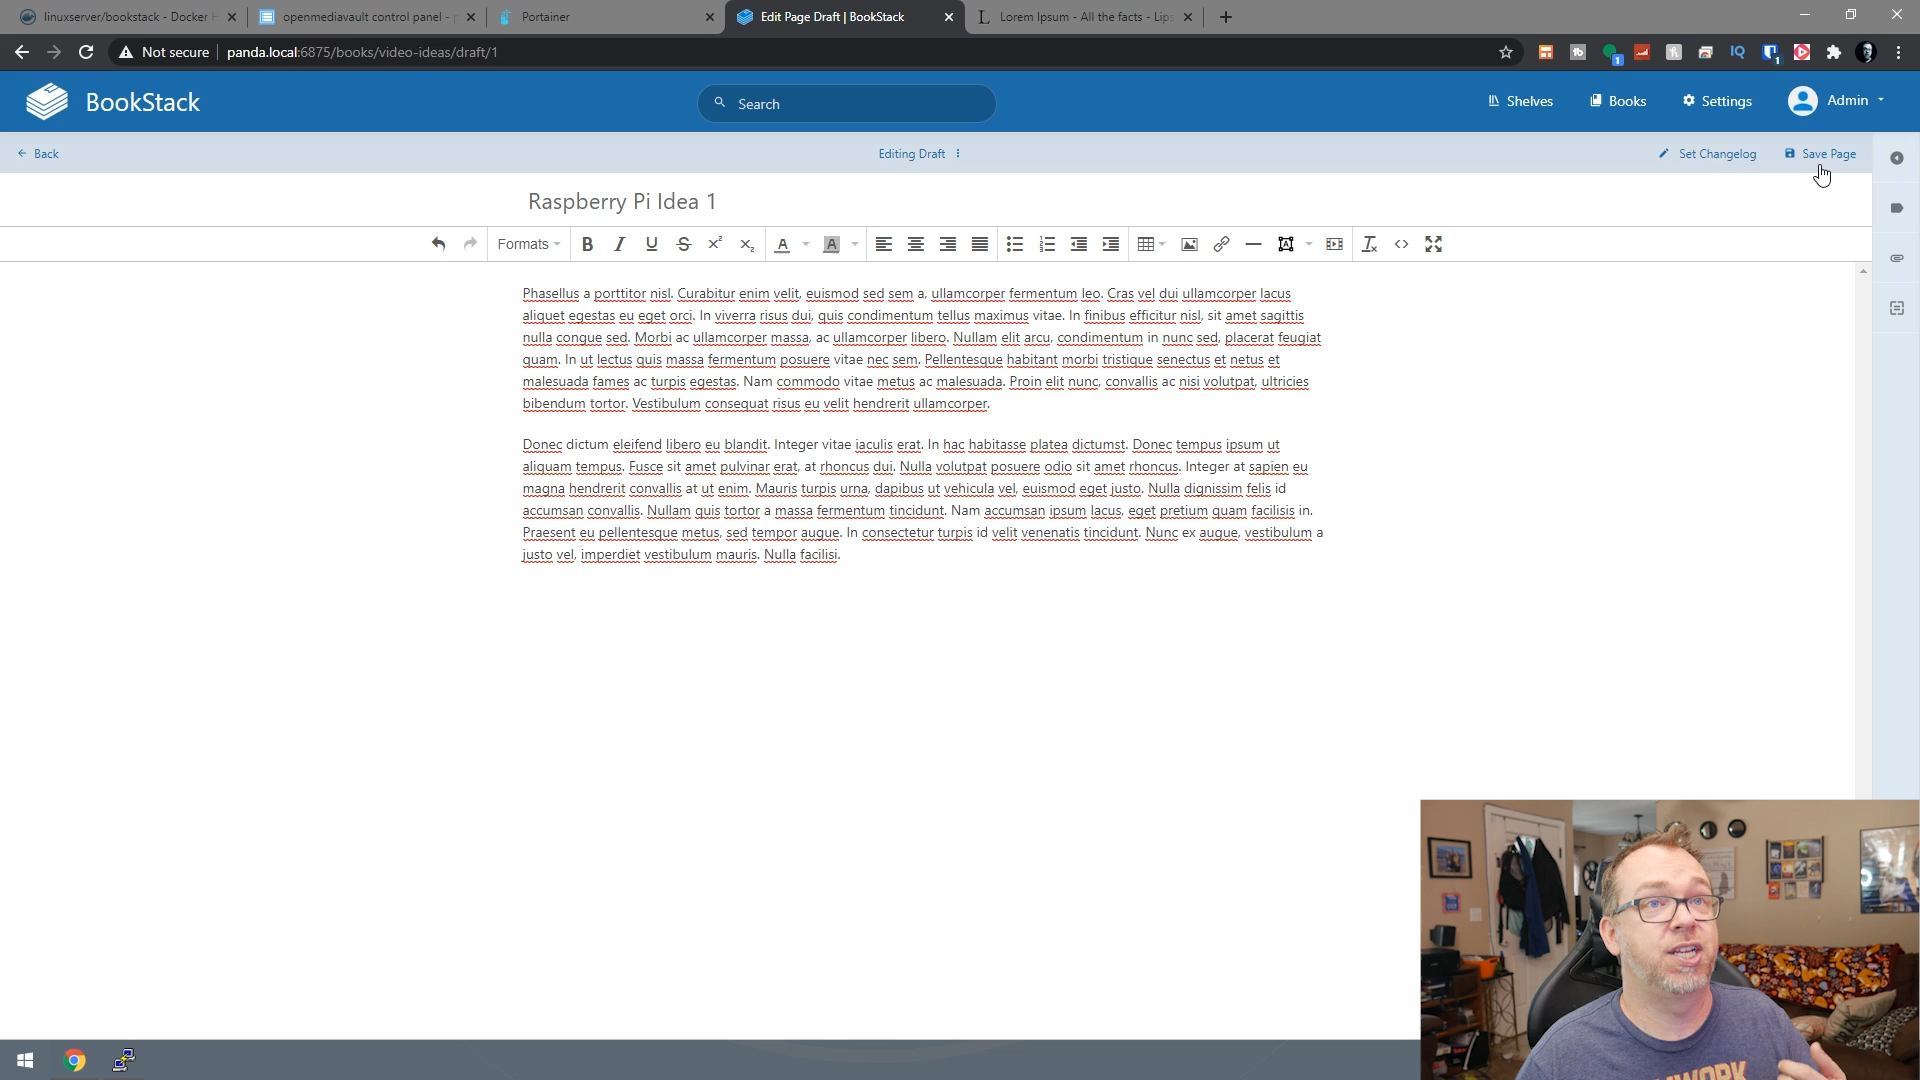 linuxserver/bookstack - Docker H
openmediavault control panel - p
Portainer
Edit Page Draft | BookStack
Lorem Ipsum - All the facts - Lips
Not secure
panda.local:6875/books/video-ideas/draft/1
BookStack
Search
Shelves
Books
Settings
Admin
Back
Editing Draft
Set Changelog
Save Page
Raspberry Pi Idea 1
Formats
Phasellus a porttitor nisl. Curabitur enim velit, euismod sed sem a, ullamcorper fermentum leo. Cras vel dui ullamcorper lacus
aliquet egestas eu eget orci. In viverra risus dui, quis condimentum tellus maximus vitae. In finibus efficitur nisl, sit amet sagittis
nulla congue sed. Morbi ac ullamcorper massa, ac ullamcorper libero. Nullam elit arcu, condimentum in nunc sed, placerat feugiat
quam. In ut lectus quis massa fermentum posuere vitae nec sem. Pellentesque habitant morbi tristique senectus et netus et
malesuada fames ac turpis egestas. Nam commodo vitae metus ac malesuada. Proin elit nunc, convallis ac nisi volutpat, ultricies
bibendum tortor. Vestibulum consequat risus eu velit hendrerit ullamcorper.
Donec dictum eleifend libero eu blandit. Integer vitae iaculis erat. In hac habitasse platea dictumst. Donec tempus ipsum ut
aliquam tempus. Fusce sit amet pulvinar erat, at rhoncus dui. Nulla volutpat posuere odio sit amet rhoncus. Integer at sapien eu
magna hendrerit convallis at ut enim. Mauris turpis urna, dapibus ut vehicula vel, euismod eget justo. Nulla dignissim felis id
accumsan convallis. Nullam quis tortor a massa fermentum tincidunt. Nam accumsan ipsum lacus, eget pretium quam facilisis in.
Praesent eu pellentesque metus, sed tempor augue. In consectetur turpis id velit venenatis tincidunt. Nunc ex augue, vestibulum a
justo vel, imperdiet vestibulum mauris. Nulla facilisi.